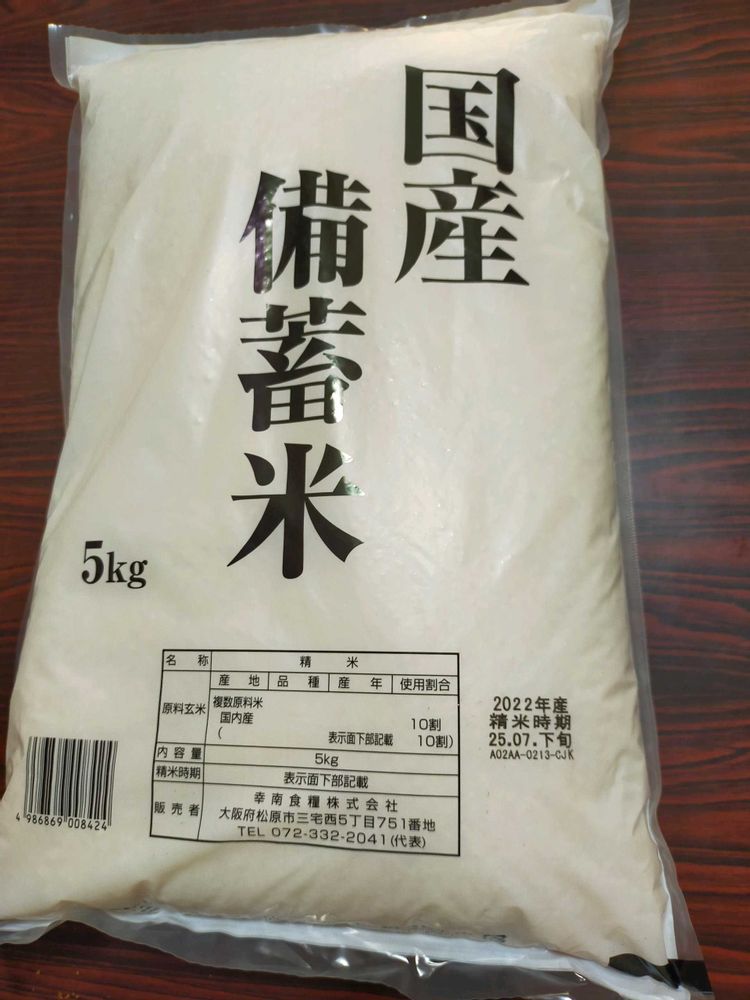 国産
備蓄米
5kg
名称 精米
産地 品種 産年 使用割合
原料玄米
複数原料米
国内産 10割
( 表示面下部記載 10割)
内容量 5kg
精米時期 表示面下部記載
販売者
幸南食糧株式会社
大阪府松原市三宅西5丁目751番地
TEL 072-332-2041(代表)
2022年産
精米時期
25.07.下旬
A02AA-0213-CJK
4 986869 008424